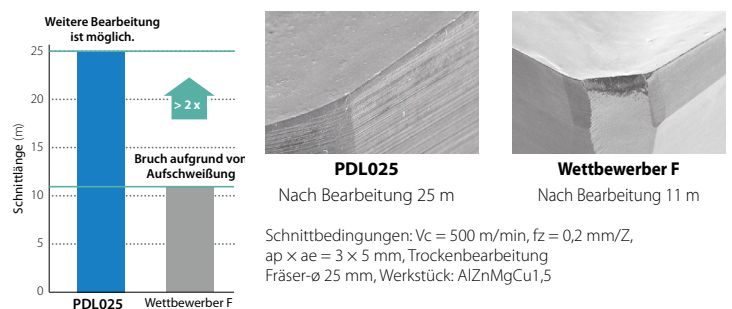 Weitere Bearbeitung
ist möglich.
25
20
15
10
5
0
Schnittlänge (m)
> 2 x
Bruch aufgrund von
Aufschweißung
PDL025
Wettbewerber F
PDL025
Nach Bearbeitung 25 m
Wettbewerber F
Nach Bearbeitung 11 m
Schnittbedingungen: Vc = 500 m/min, fz = 0,2 mm/Z,
ap × ae = 3 × 5 mm, Trockenbearbeitung
Fräser-ø 25 mm, Werkstück: AlZnMgCu1,5